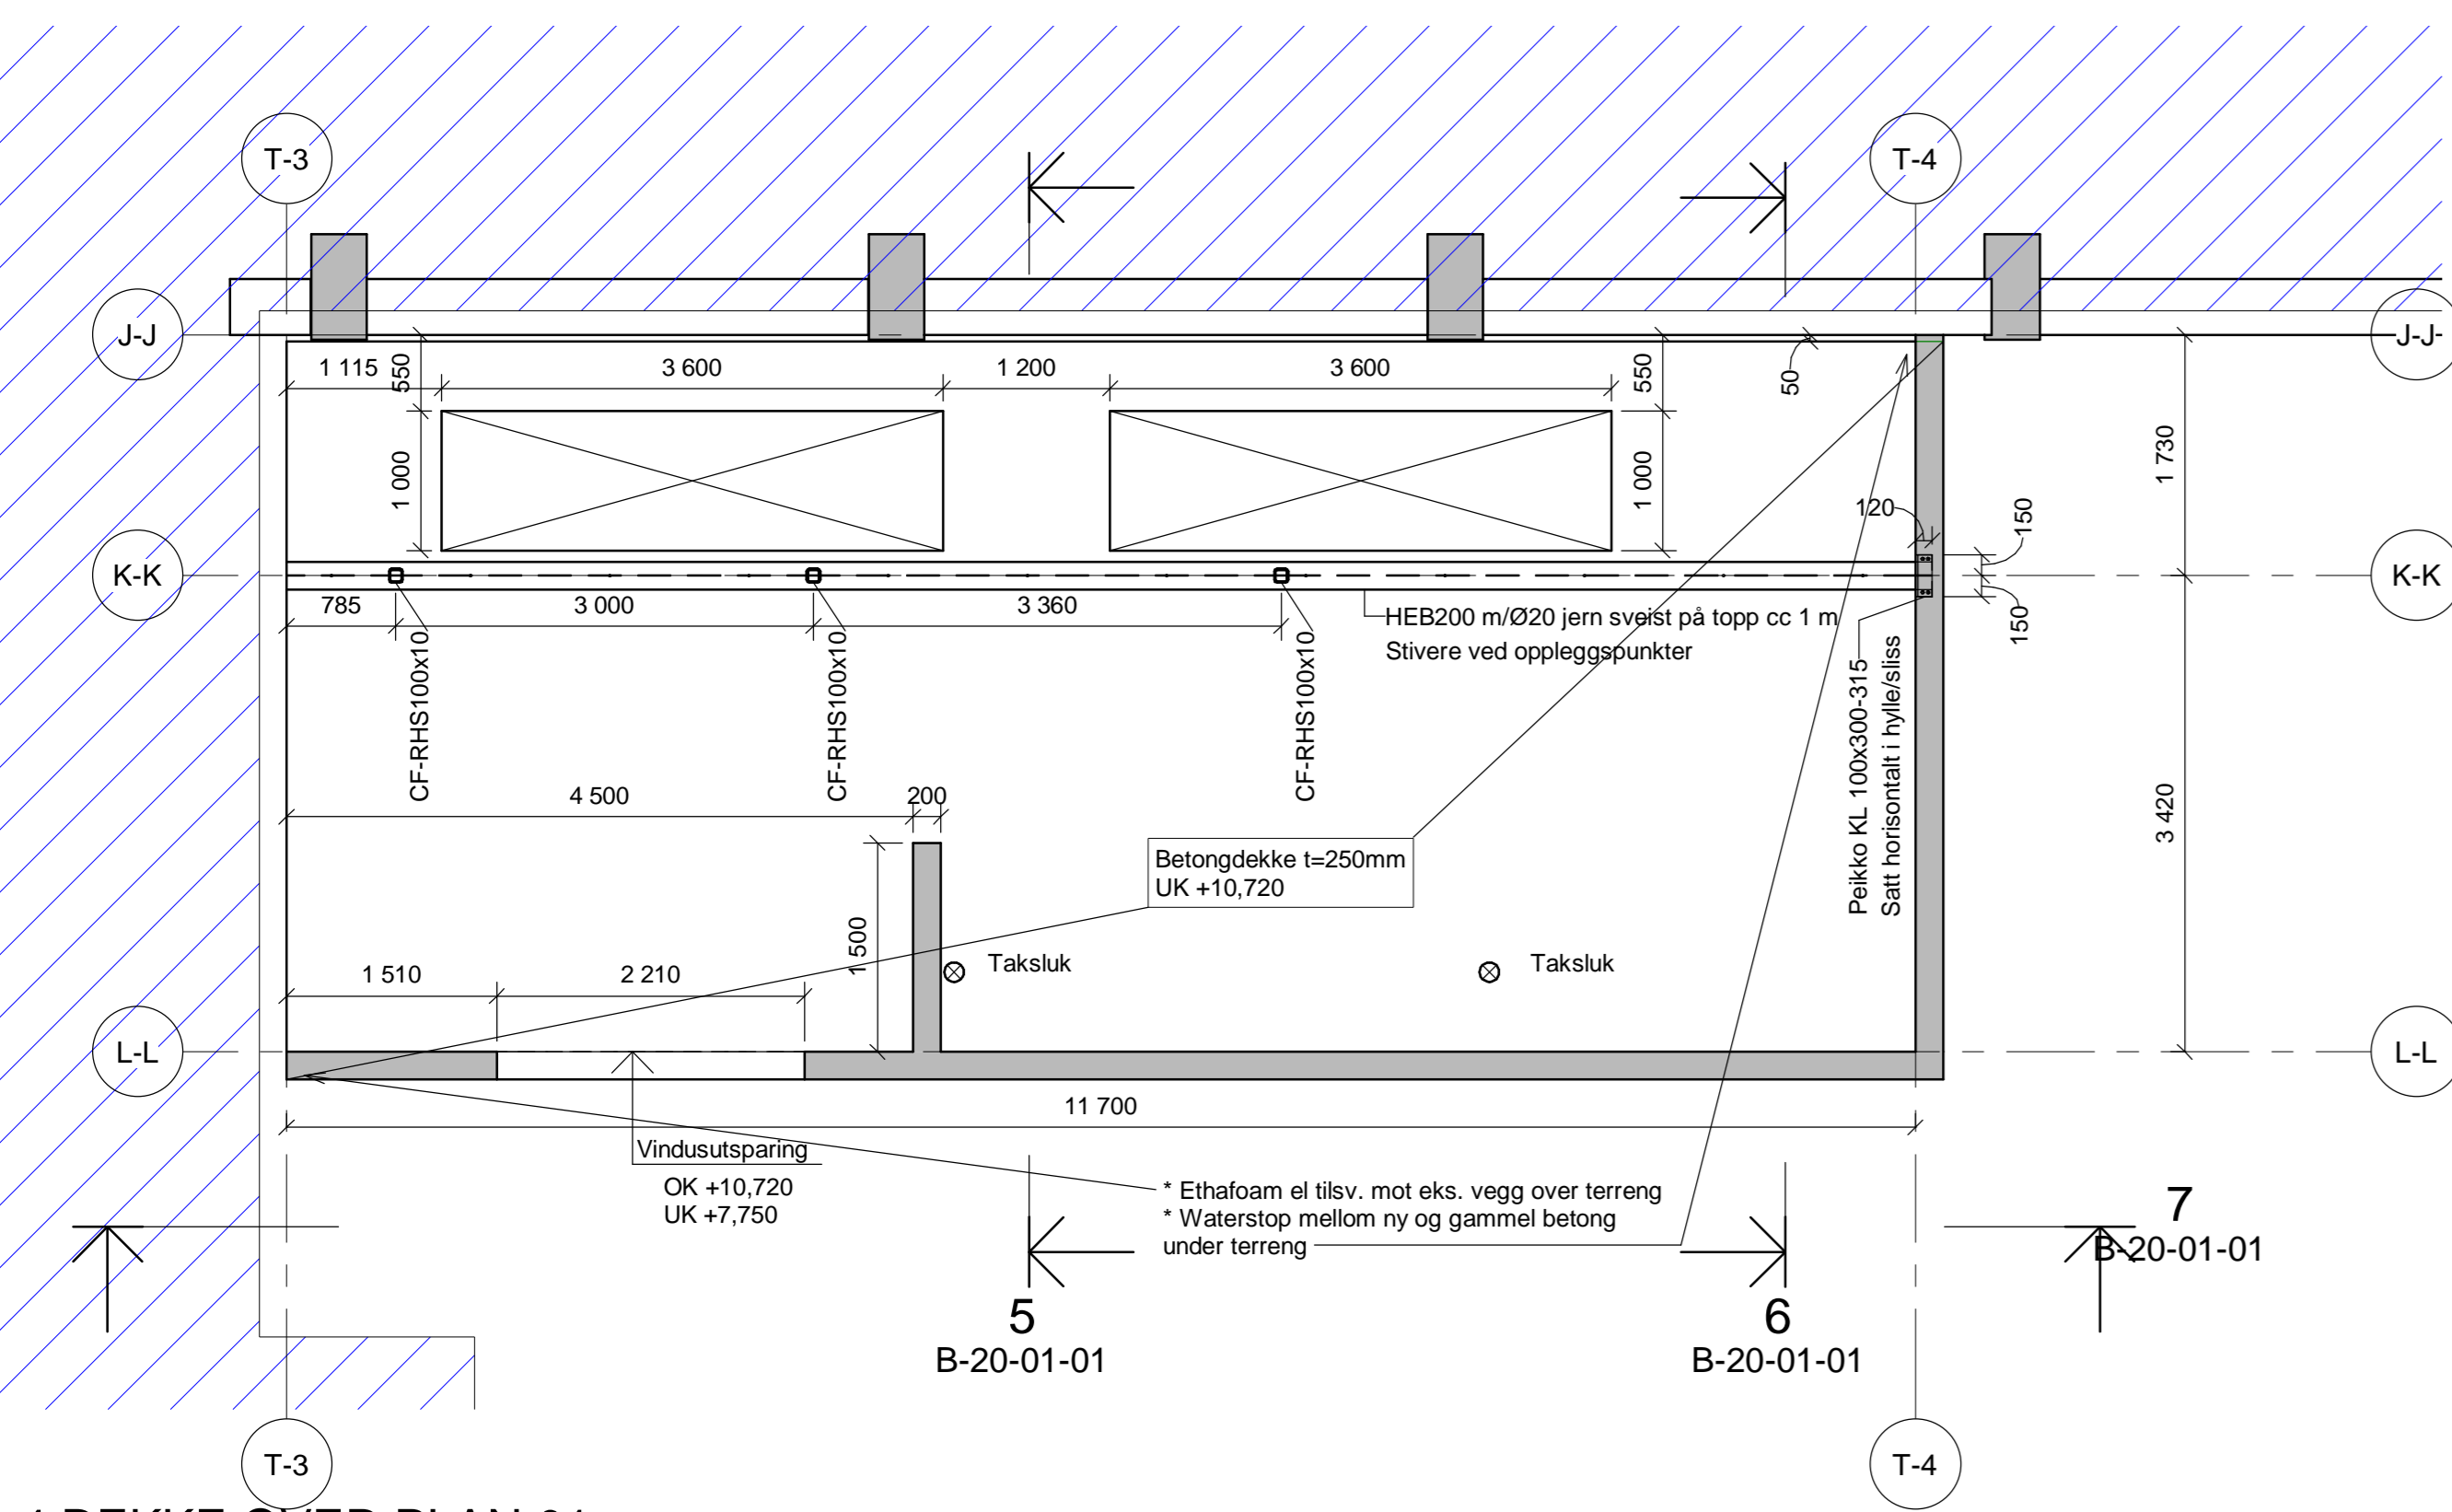 T-3
T-4
J-J
J-J
1 115
550
3 600
1 200
3 600
550
50
1 000
1 000
1 730
120
150
K-K
K-K
785
3 000
3 360
150
HEB200 m/Ø20 jern sveist på topp cc 1 m
Stivere ved oppleggspunkter
CF-RHS100x10
CF-RHS100x10
CF-RHS100x10
Peikko KL 100x300-315
Satt horisontalt i hylle/sliss
4 500
200
3 420
Betongdekke t=250mm
UK +10,720
1 500
Taksluk
Taksluk
1 510
2 210
L-L
L-L
11 700
Vindusutsparing
OK +10,720
UK +7,750
* Ethafoam el tilsv. mot eks. vegg over terreng
* Waterstop mellom ny og gammel betong
under terreng
7
B-20-01-01
5
B-20-01-01
6
B-20-01-01
T-3
T-4
DEKKE OVER PLAN